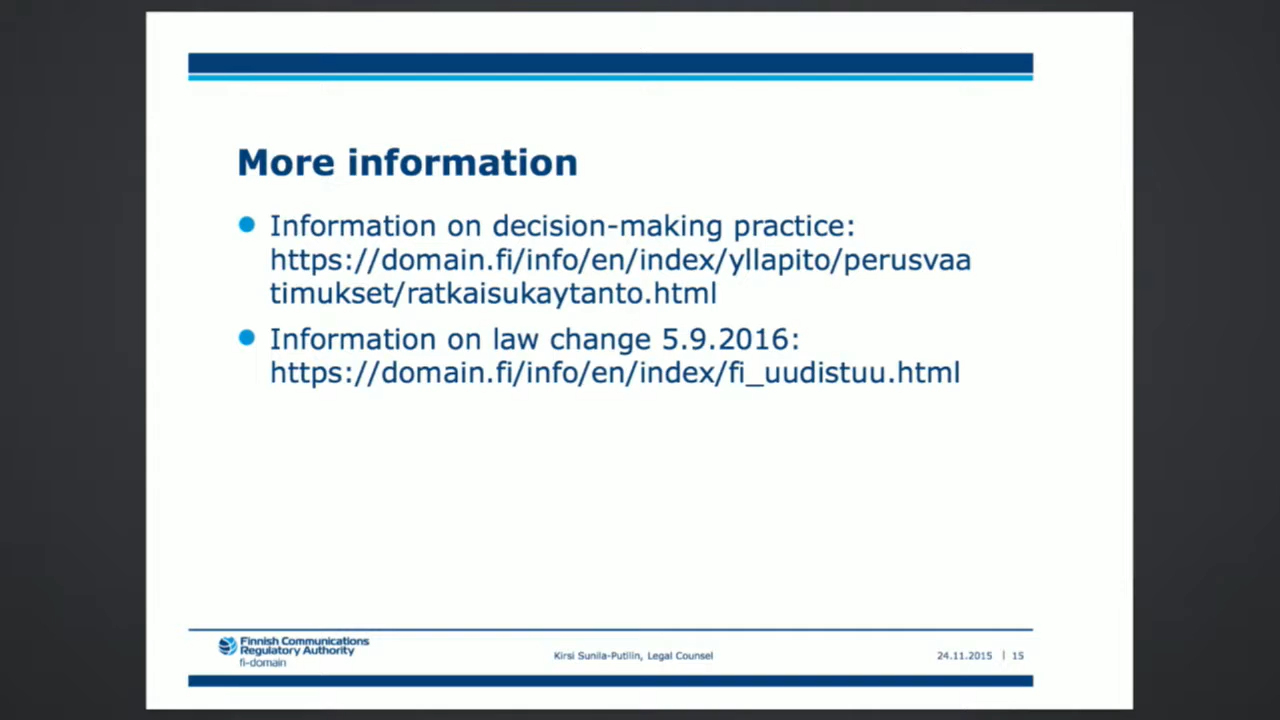 More information
Information on decision-making practice:
https://domain.fi/info/en/index/yllapito/perusvaa
timukset/ratkaisukaytanto.html
Information on law change 5.9.2016:
https://domain.fi/info/en/index/fi_uudistuu.html
Finnish Communications
Regulatory Authority
fi-domain
Kirsi Sunila-Putilin, Legal Counsel
24.11.2015 | 15